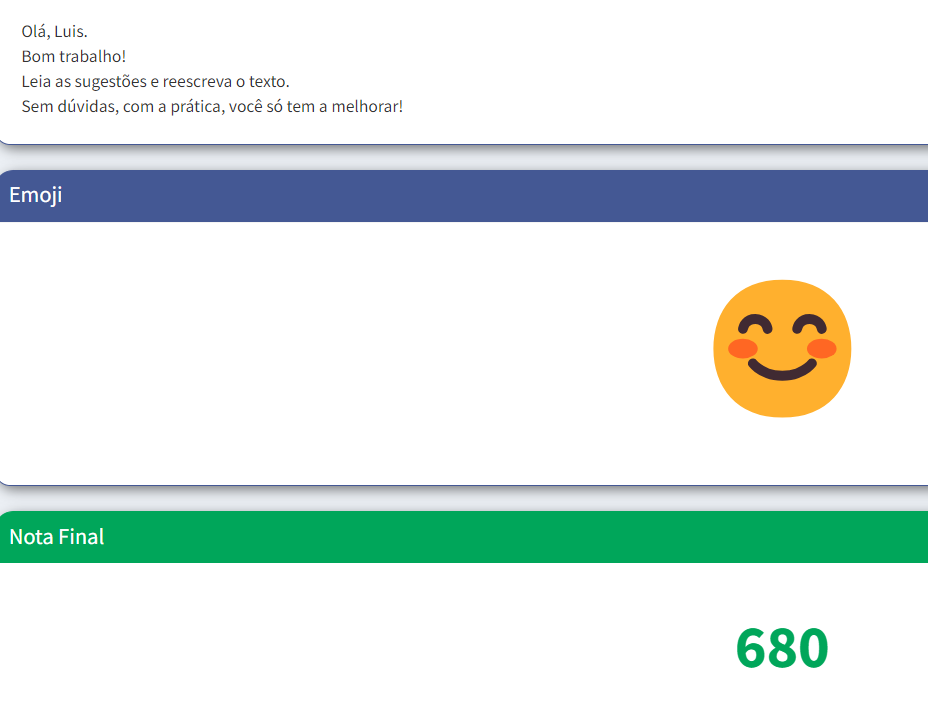 Olá, Luis.
Bom trabalho!
Leia as sugestões e reescreva o texto.
Sem dúvidas, com a prática, você só tem a melhorar!
Emoji
Nota Final
680